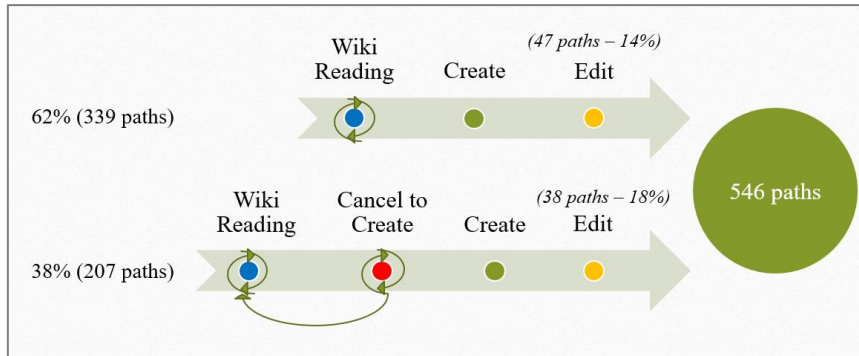 (47 paths – 14%)
Wiki
Reading
Create
Edit
62% (339 paths)
546 paths
(38 paths – 18%)
Wiki
Reading
Cancel to
Create
Create
Edit
38% (207 paths)